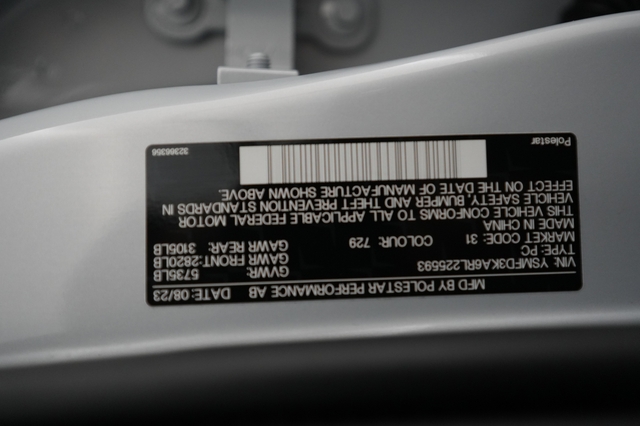 MFD BY POLESTAR PERFORMANCE AB DATE: 08/23
VIN: YSMFD3KA6RL225593 GVWR: 5735LB
TYPE: PC GAWR FRONT: 2820LB
MARKET CODE: 31 COLOUR: 729 GAWR REAR: 3105LB
MADE IN CHINA
THIS VEHICLE CONFORMS TO ALL APPLICABLE FEDERAL MOTOR
VEHICLE SAFETY, BUMPER AND THEFT PREVENTION STANDARDS IN
EFFECT ON THE DATE OF MANUFACTURE SHOWN ABOVE.
Polestar 32366366